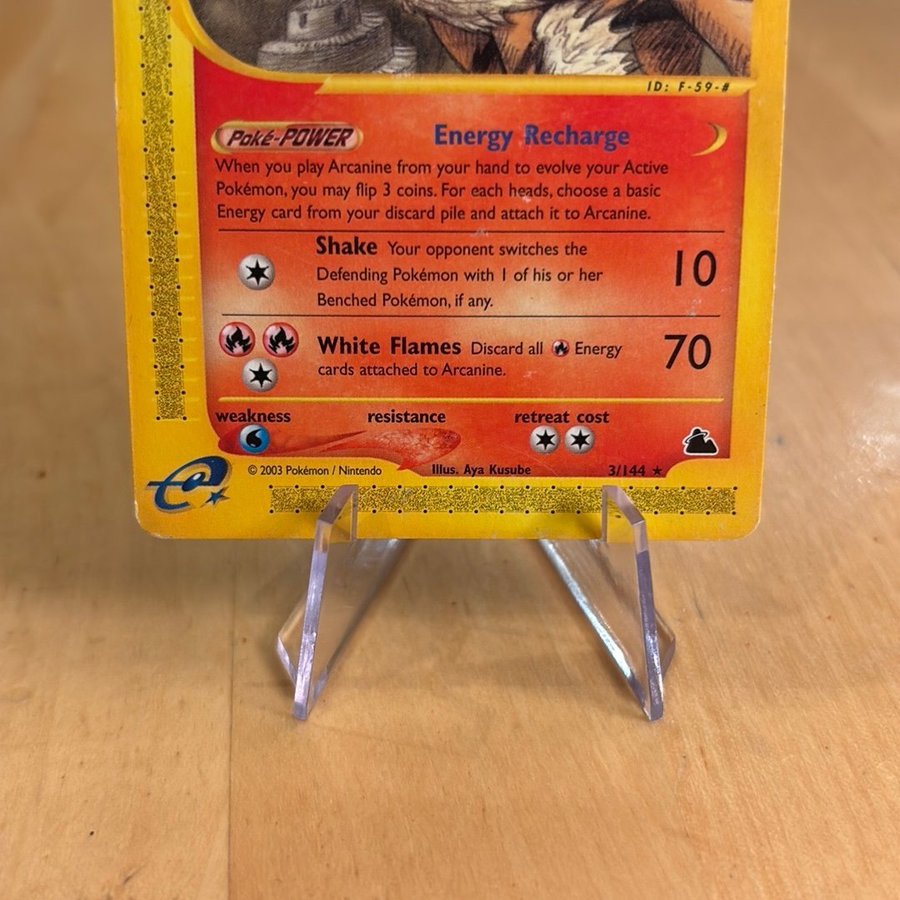 ID: F-59-#
Poké-POWER Energy Recharge
When you play Arcanine from your hand to evolve your Active
Pokémon, you may flip 3 coins. For each heads, choose a basic
Energy card from your discard pile and attach it to Arcanine.
Shake Your opponent switches the
Defending Pokémon with 1 of his or her
Benched Pokémon, if any.
10
White Flames Discard all Energy
cards attached to Arcanine.
70
weakness resistance retreat cost
© 2003 Pokémon / Nintendo Illus. Aya Kusube 3/144 ★
e